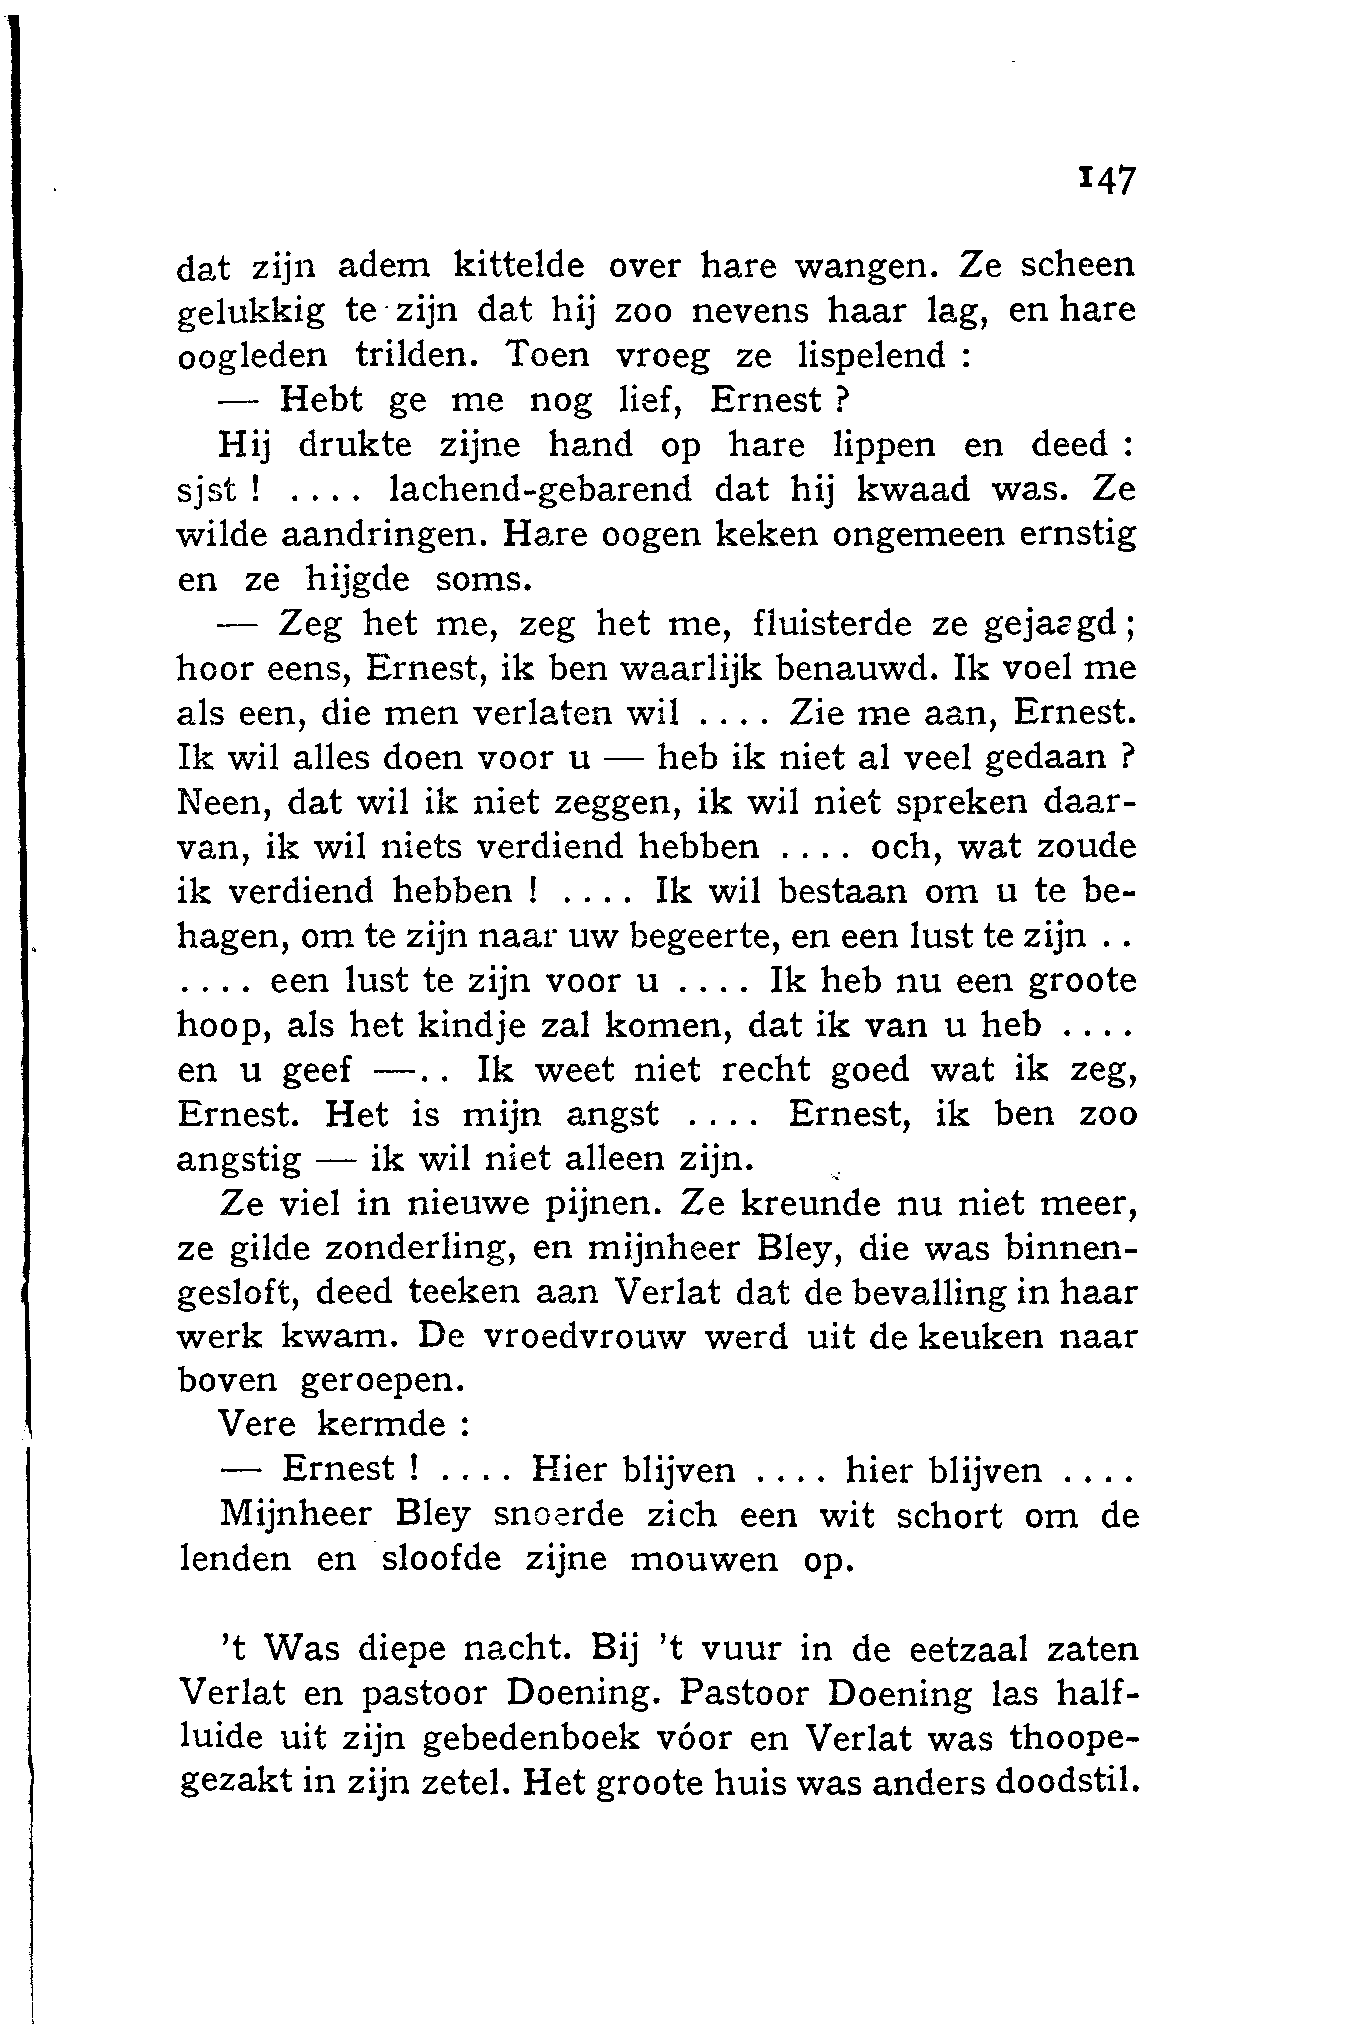 147
dat zijn adem kittelde over hare wangen. Ze scheen
gelukkig te zijn dat hij zoo nevens haar lag, en hare
oogleden trilden. Toen vroeg ze lispelend :
— Hebt ge me nog lief, Ernest ?
Hij drukte zijne hand op hare lippen en deed :
sjst ! .... lachend-gebarend dat hij kwaad was. Ze
wilde aandringen. Hare oogen keken ongemeen ernstig
en ze hijgde soms.
— Zeg het me, zeg het me, fluisterde ze gejaagd ;
hoor eens, Ernest, ik ben waarlijk benauwd. Ik voel me
als een, die men verlaten wil .... Zie me aan, Ernest.
Ik wil alles doen voor u — heb ik niet al veel gedaan ?
Neen, dat wil ik niet zeggen, ik wil niet spreken daar-
van, ik wil niets verdiend hebben .... och, wat zoude
ik verdiend hebben ! .... Ik wil bestaan om u te be-
hagen, om te zijn naar uw begeerte, en een lust te zijn ..
.... een lust te zijn voor u .... Ik heb nu een groote
hoop, als het kindje zal komen, dat ik van u heb ....
en u geef —.. Ik weet niet recht goed wat ik zeg,
Ernest. Het is mijn angst .... Ernest, ik ben zoo
angstig — ik wil niet alleen zijn.
Ze viel in nieuwe pijnen. Ze kreunde nu niet meer,
ze gilde zonderling, en mijnheer Bley, die was binnen-
gesloft, deed teeken aan Verlat dat de bevalling in haar
werk kwam. De vroedvrouw werd uit de keuken naar
boven geroepen.
Vere kermde :
— Ernest ! .... Hier blijven .... hier blijven ....
Mijnheer Bley snoerde zich een wit schort om de
lenden en sloofde zijne mouwen op.
't Was diepe nacht. Bij 't vuur in de eetzaal zaten
Verlat en pastoor Doening. Pastoor Doening las half-
luide uit zijn gebedenboek vóor en Verlat was thoope-
gezakt in zijn zetel. Het groote huis was anders doodstil.